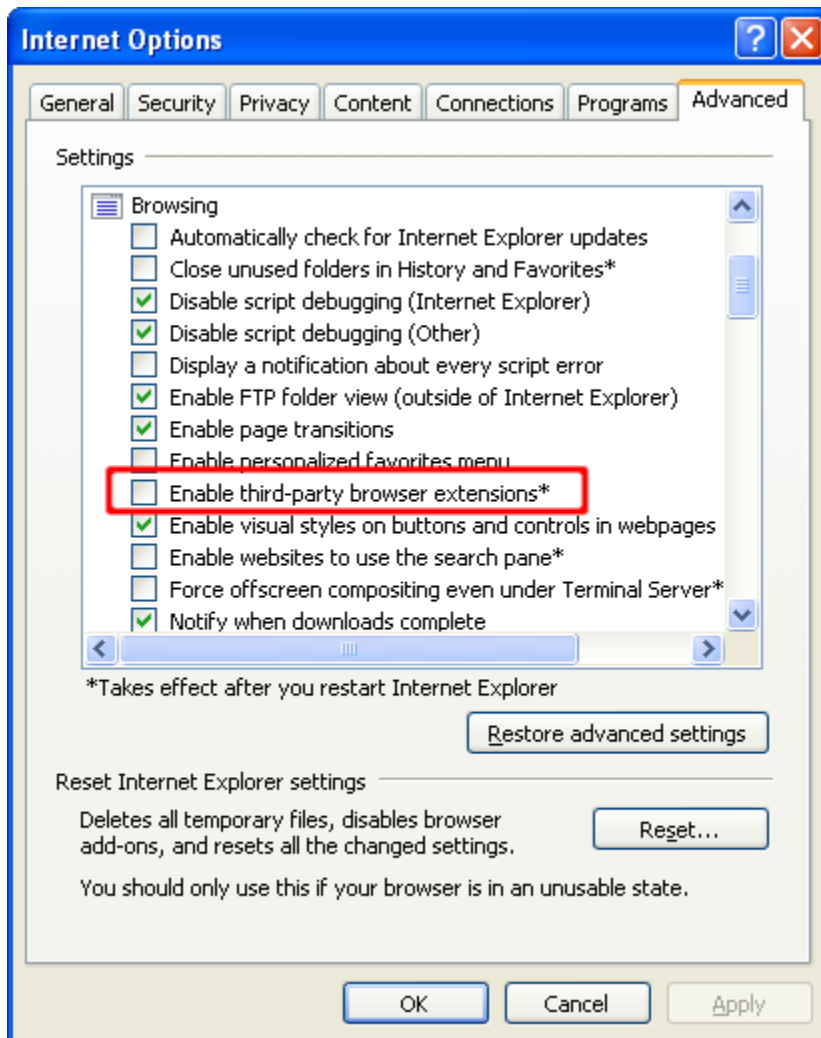 Internet Options
General Security Privacy Content Connections Programs Advanced
Settings
Browsing
Automatically check for Internet Explorer updates
Close unused folders in History and Favorites*
Disable script debugging (Internet Explorer)
Disable script debugging (Other)
Display a notification about every script error
Enable FTP folder view (outside of Internet Explorer)
Enable page transitions
Enable personalized favorites menu
Enable third-party browser extensions*
Enable visual styles on buttons and controls in webpages
Enable websites to use the search pane*
Force offscreen compositing even under Terminal Server*
Notify when downloads complete
*Takes effect after you restart Internet Explorer
Restore advanced settings
Reset Internet Explorer settings
Deletes all temporary files, disables browser
add-ons, and resets all the changed settings.
Reset...
You should only use this if your browser is in an unusable state.
OK Cancel Apply